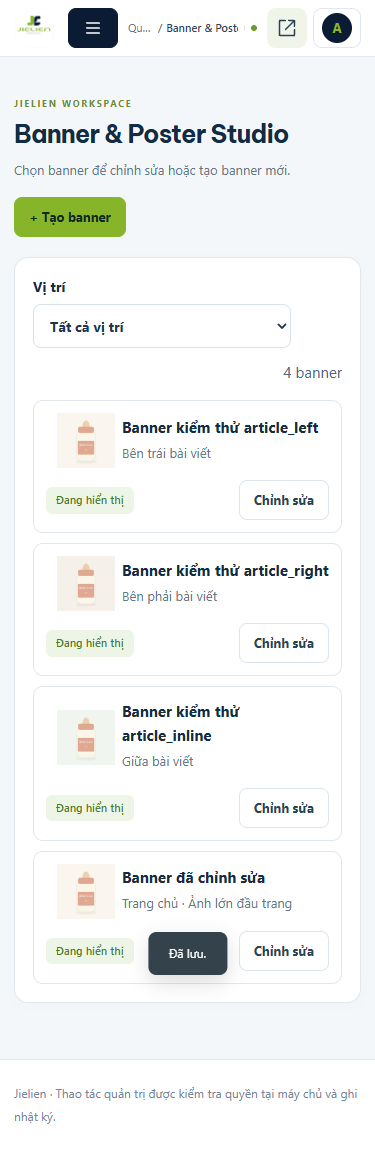 JC
JIELIEN
Qu... / Banner & Post
A
JIELIEN WORKSPACE
Banner & Poster Studio
Chọn banner để chỉnh sửa hoặc tạo banner mới.
+ Tạo banner
Vị trí
Tất cả vị trí
4 banner
Banner kiểm thử article_left
Bên trái bài viết
Đang hiển thị
Chỉnh sửa
Banner kiểm thử article_right
Bên phải bài viết
Đang hiển thị
Chỉnh sửa
Banner kiểm thử
article_inline
Giữa bài viết
Đang hiển thị
Chỉnh sửa
Banner đã chỉnh sửa
Trang chủ · Ảnh lớn đầu trang
Đang hiển thị
Đã lưu.
Chỉnh sửa
Jielien · Thao tác quản trị được kiểm tra quyền tại máy chủ và ghi
nhật ký.